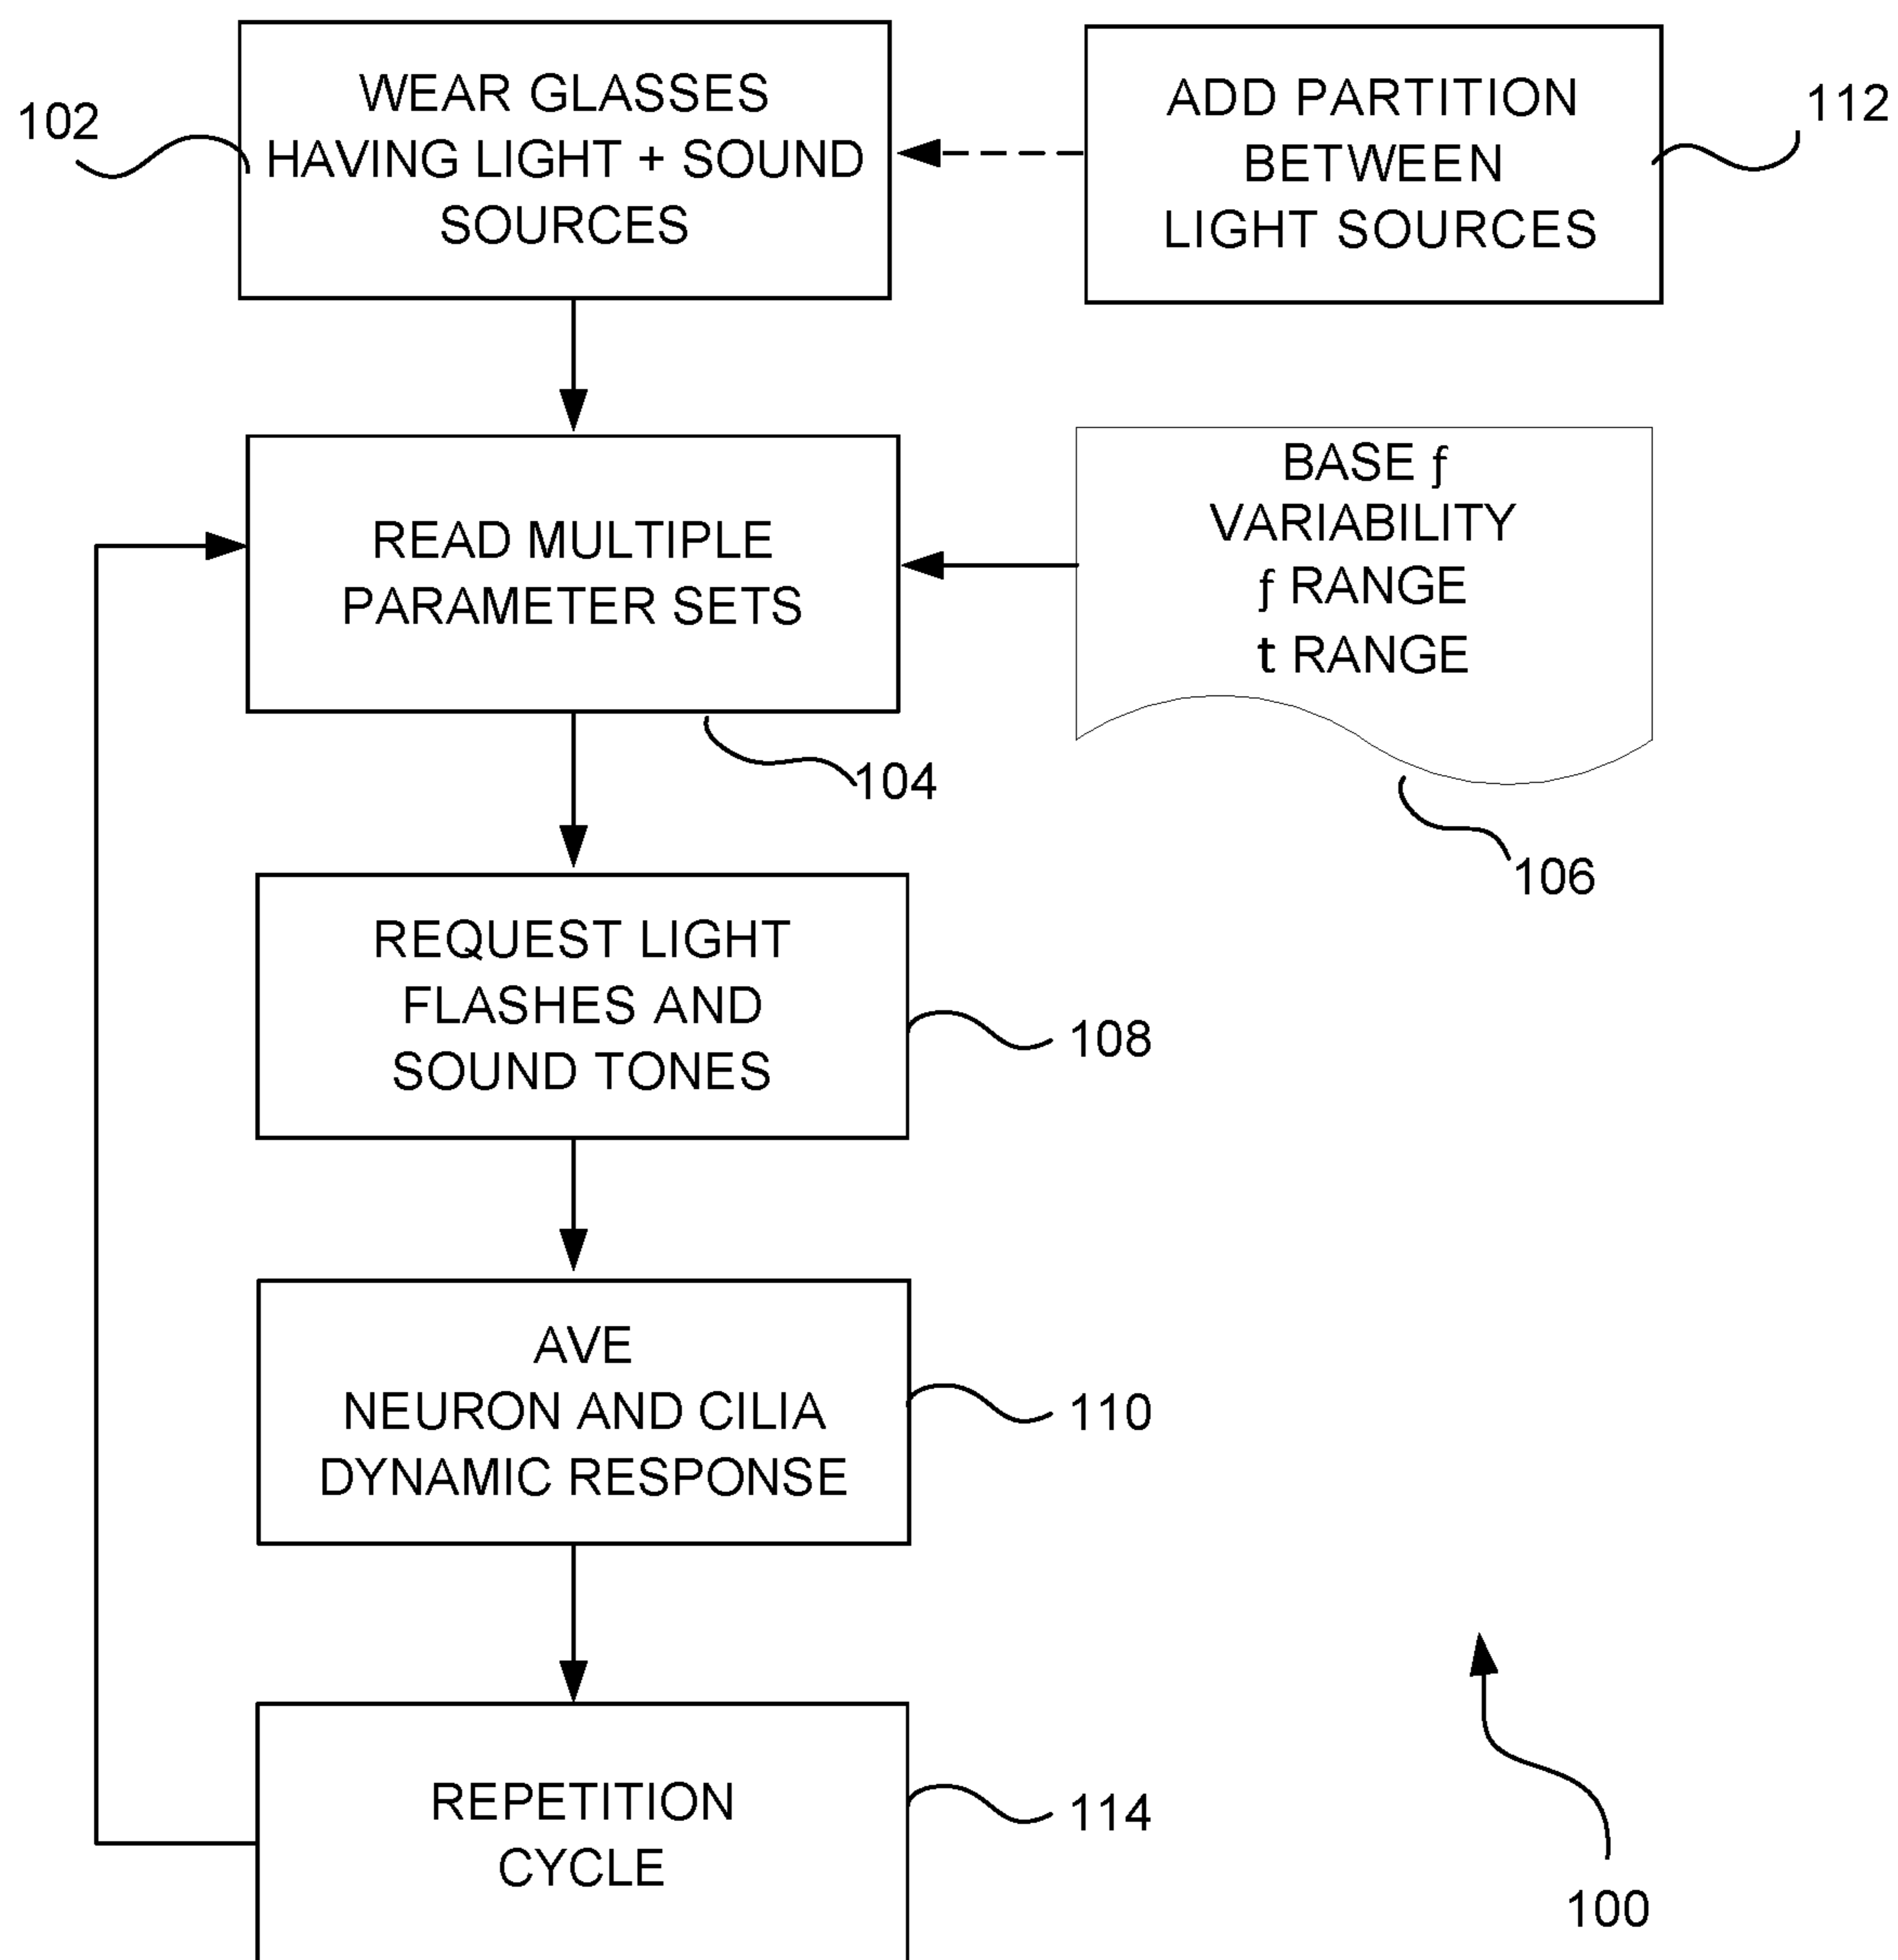 WEAR GLASSES
HAVING LIGHT + SOUND
SOURCES
102
ADD PARTITION
BETWEEN
LIGHT SOURCES
112
READ MULTIPLE
PARAMETER SETS
104
BASE ƒ
VARIABILITY
ƒ RANGE
t RANGE
106
REQUEST LIGHT
FLASHES AND
SOUND TONES
108
AVE
NEURON AND CILIA
DYNAMIC RESPONSE
110
REPETITION
CYCLE
114
100